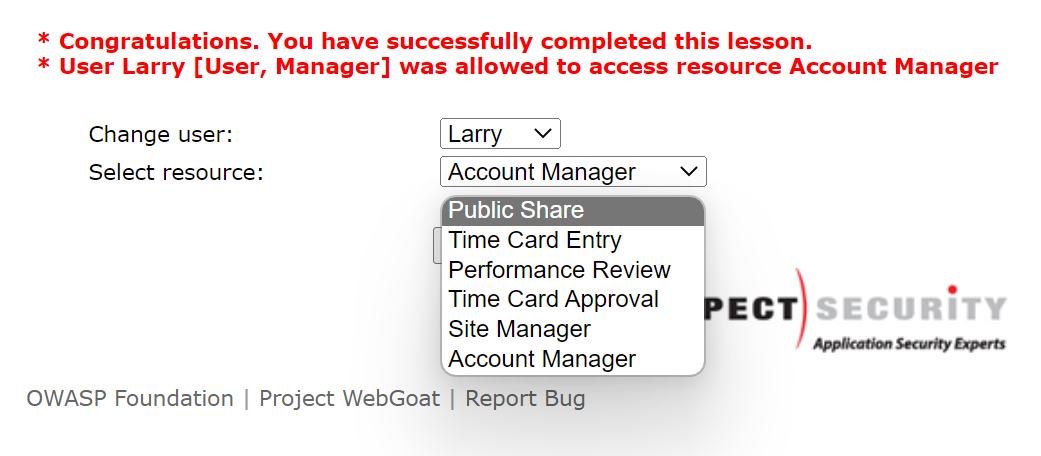 * Congratulations. You have successfully completed this lesson.
* User Larry [User, Manager] was allowed to access resource Account Manager
Change user: Larry
Select resource: Account Manager
Public Share
Time Card Entry
Performance Review
Time Card Approval
Site Manager
Account Manager
PECT) SECURITY
Application Security Experts
OWASP Foundation | Project WebGoat | Report Bug